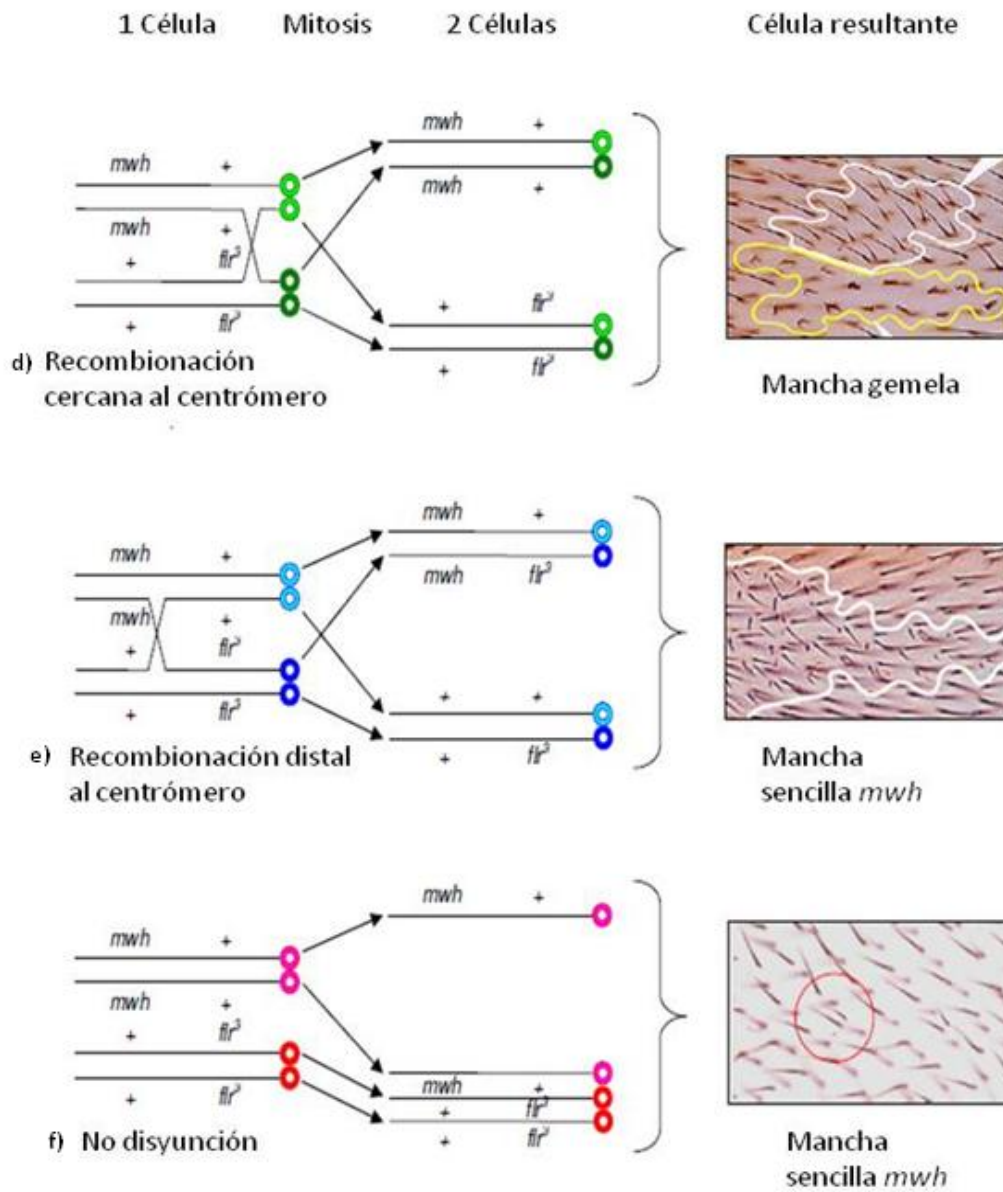 1 Célula Mitosis 2 Células Célula resultante
mwh +
mwh +
+ flr³
+ flr³
mwh +
mwh +
+ flr³
+ flr³
d) Recombionación
cercana al centrómero
Mancha gemela
mwh +
mwh +
+ flr³
+ flr³
mwh +
mwh flr³
+ +
+ flr³
e) Recombionación distal
al centrómero
Mancha
sencilla mwh
mwh +
mwh +
+ flr³
+ flr³
mwh +
mwh +
+ flr³
+ flr³
f) No disyunción
Mancha
sencilla mwh